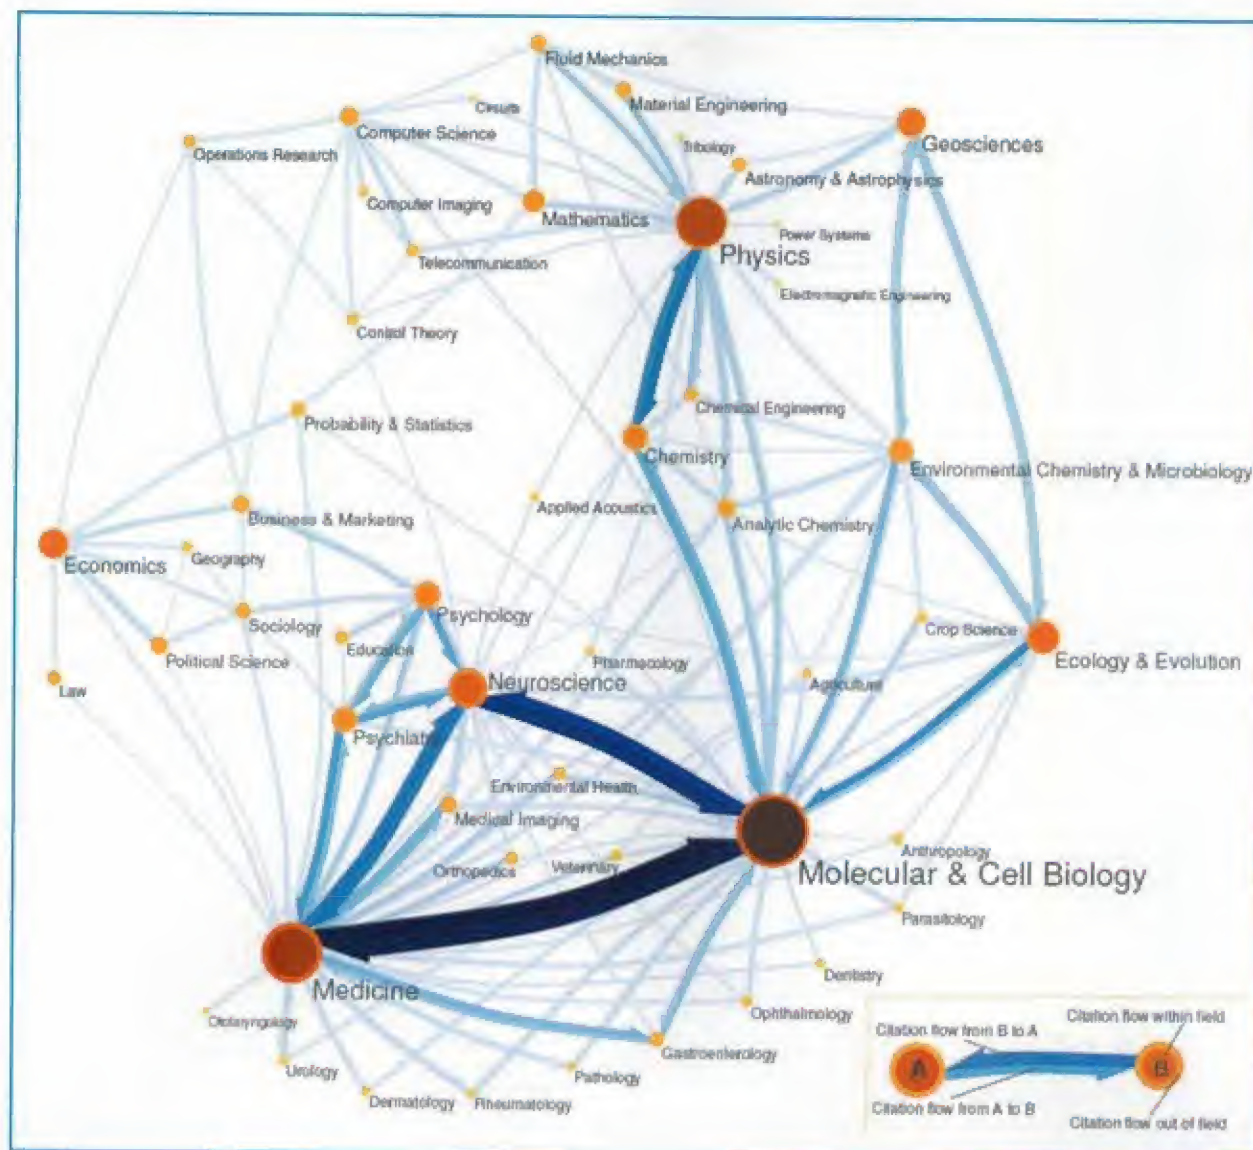 Fluid Mechanics
Material Engineering
Circuits
Computer Science
Geosciences
Tribology
Operations Research
Astronomy & Astrophysics
Computer Imaging
Mathematics
Power Systems
Physics
Telecommunication
Electromagnetic Engineering
Control Theory
Chemical Engineering
Probability & Statistics
Chemistry
Environmental Chemistry & Microbiology
Applied Acoustics
Business & Marketing
Analytic Chemistry
Geography
Economics
Psychology
Sociology
Crop Science
Education
Political Science
Pharmacology
Ecology & Evolution
Neuroscience
Agriculture
Law
Psychiatry
Environmental Health
Medical Imaging
Anthropology
Orthopedics
Veterinary
Molecular & Cell Biology
Parasitology
Dentistry
Medicine
Ophthalmology
Otolaryngology
Gastroenterology
Urology
Pathology
Dermatology
Rheumatology
Citation flow from B to A
Citation flow within field
A
B
Citation flow from A to B
Citation flow out of field